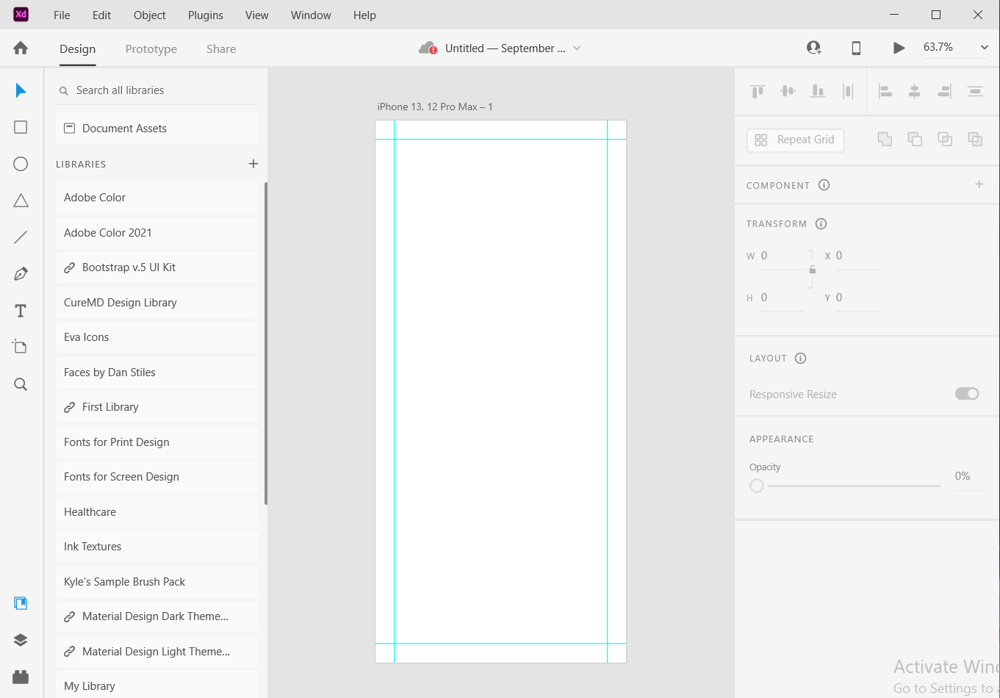 Xd File Edit Object Plugins View Window Help
Design Prototype Share
Untitled — September ...
63.7%
Search all libraries
Document Assets
LIBRARIES
Adobe Color
Adobe Color 2021
Bootstrap v.5 UI Kit
CureMD Design Library
Eva Icons
Faces by Dan Stiles
First Library
Fonts for Print Design
Fonts for Screen Design
Healthcare
Ink Textures
Kyle's Sample Brush Pack
Material Design Dark Theme...
Material Design Light Theme...
My Library
iPhone 13, 12 Pro Max – 1
Repeat Grid
COMPONENT
TRANSFORM
W 0 X 0
H 0 Y 0
LAYOUT
Responsive Resize
APPEARANCE
Opacity
0%
Activate Win
Go to Settings to